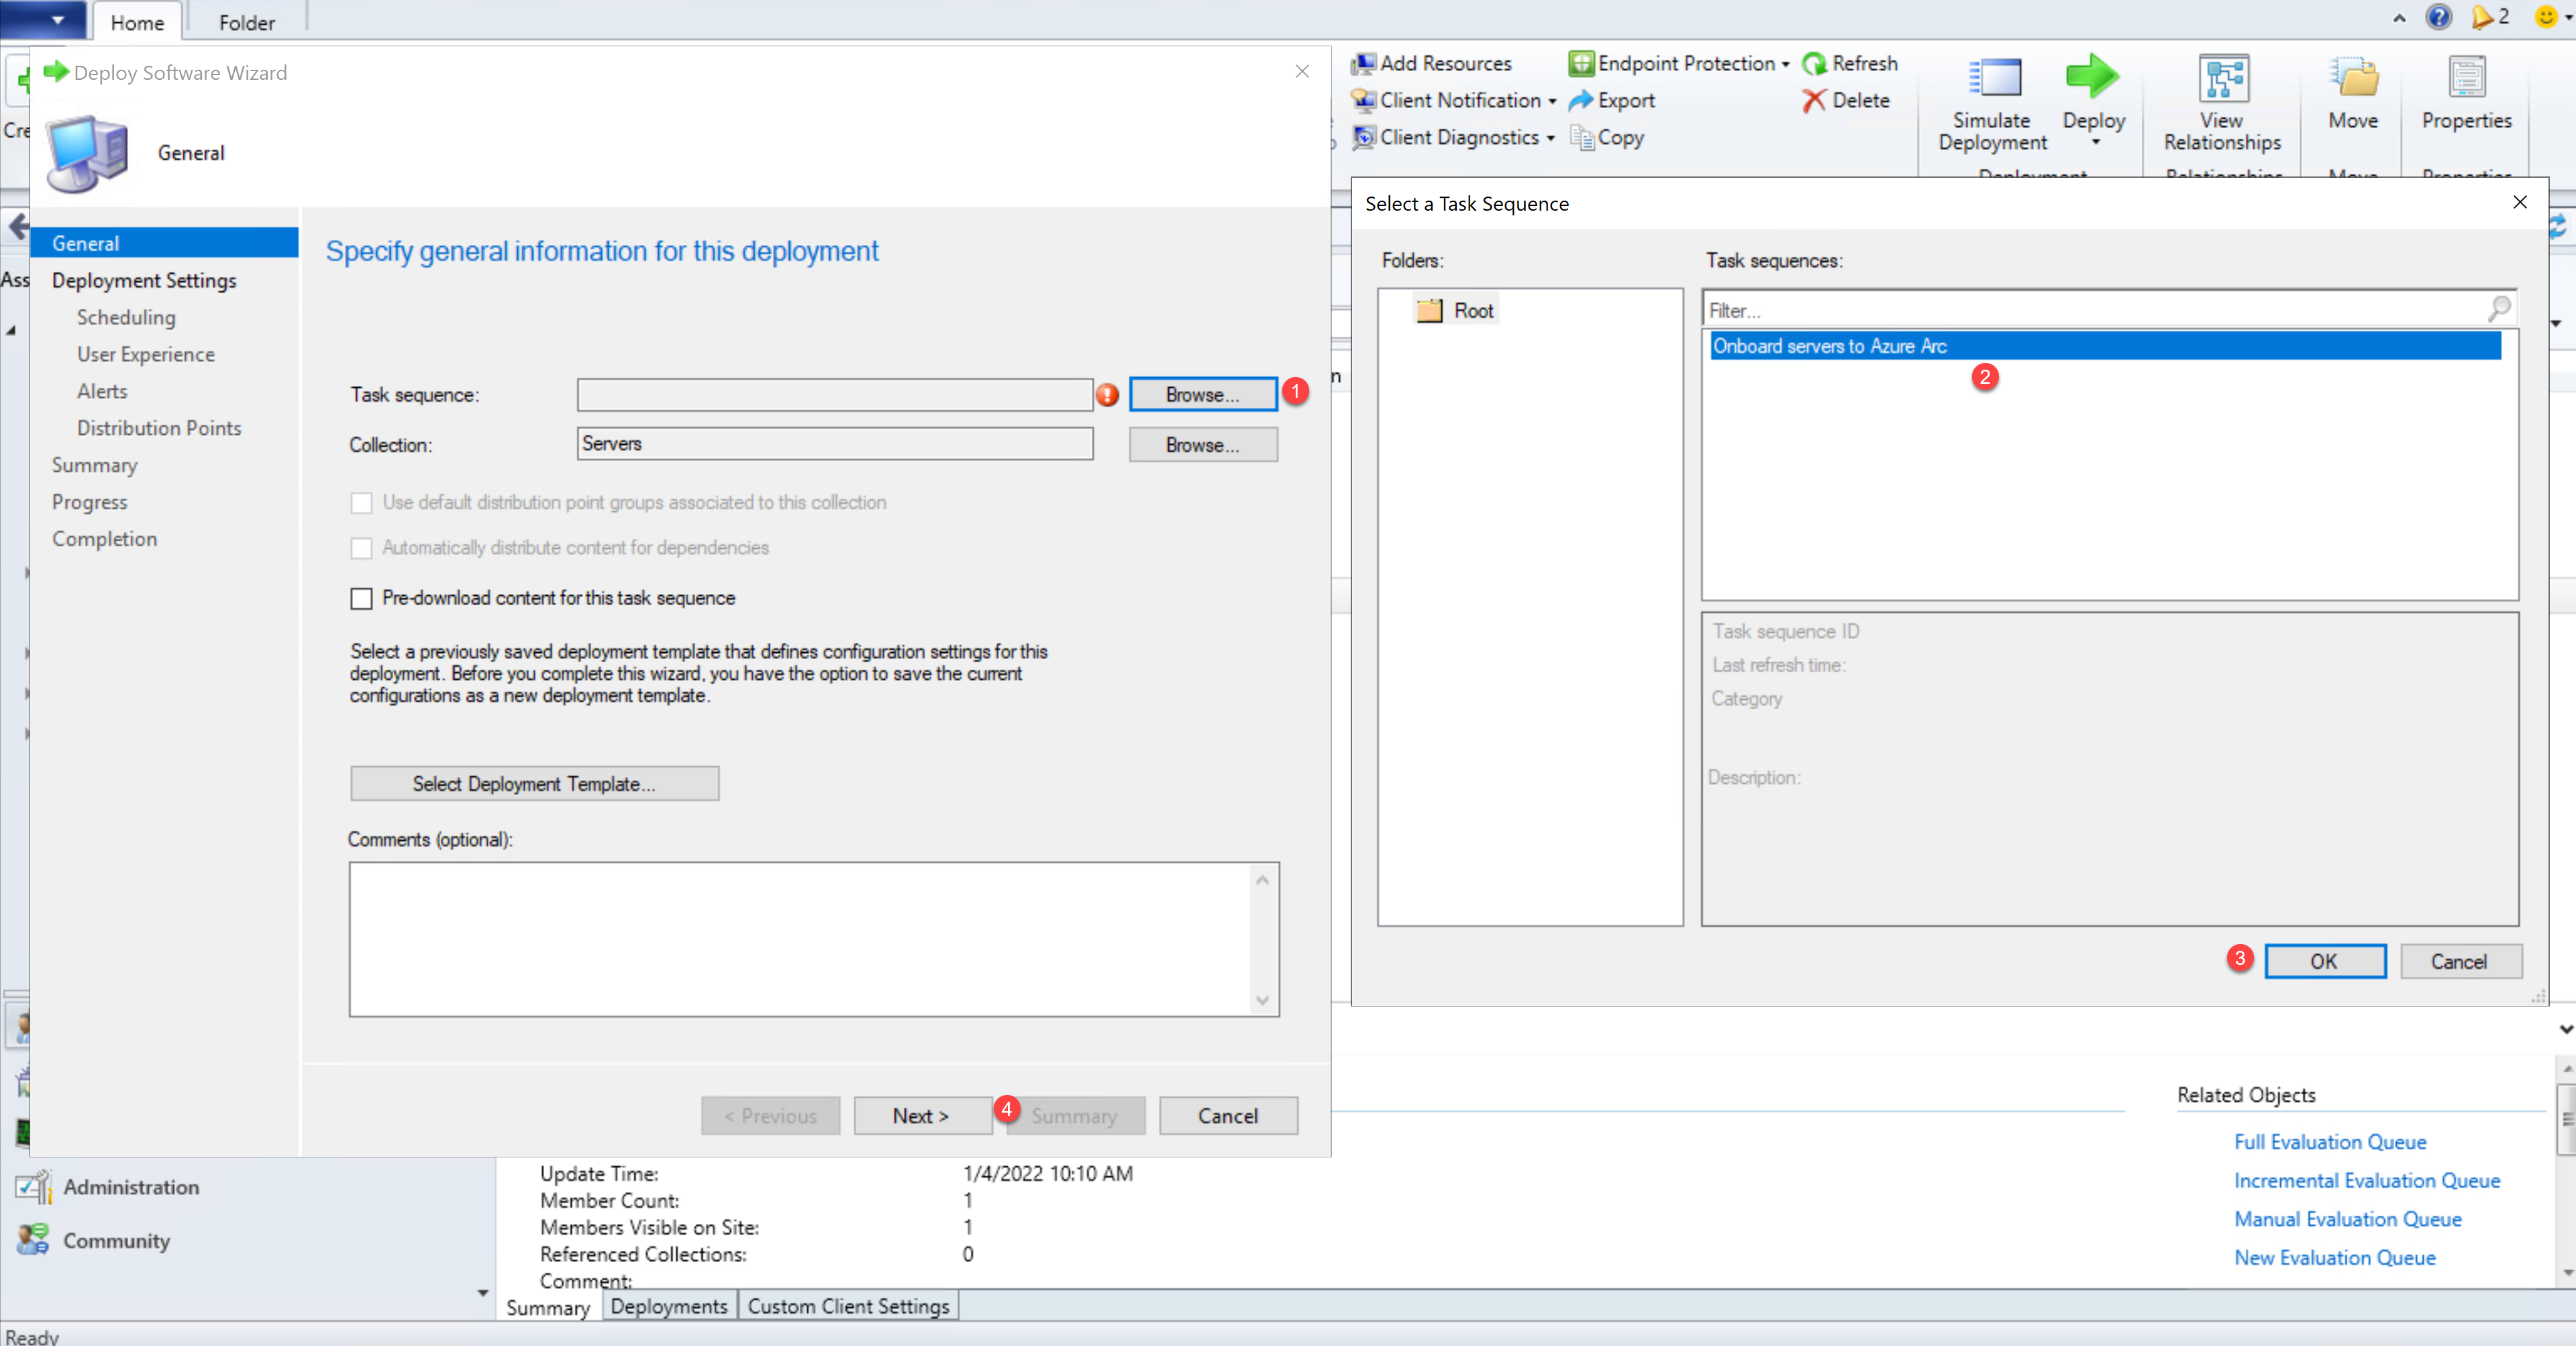 Home
Folder
2
Cre
Add Resources
Endpoint Protection
Refresh
Client Notification
Export
Delete
Client Diagnostics
Copy
Simulate
Deployment
Deploy
View
Relationships
Move
Properties
Deployment
Relationships
Move
Properties
Ass
n
Deploy Software Wizard
General
General
Deployment Settings
Scheduling
User Experience
Alerts
Distribution Points
Summary
Progress
Completion
Specify general information for this deployment
Task sequence:
Browse...
1
Collection:
Servers
Browse...
Use default distribution point groups associated to this collection
Automatically distribute content for dependencies
Pre-download content for this task sequence
Select a previously saved deployment template that defines configuration settings for this
deployment. Before you complete this wizard, you have the option to save the current
configurations as a new deployment template.
Select Deployment Template...
Comments (optional):
< Previous
Next >
4
Summary
Cancel
Select a Task Sequence
Folders:
Root
Task sequences:
Filter...
Onboard servers to Azure Arc
2
Task sequence ID
Last refresh time:
Category
Description:
3
OK
Cancel
Administration
Community
Update Time:
1/4/2022 10:10 AM
Member Count:
1
Members Visible on Site:
1
Referenced Collections:
0
Comment:
Related Objects
Full Evaluation Queue
Incremental Evaluation Queue
Manual Evaluation Queue
New Evaluation Queue
Summary
Deployments
Custom Client Settings
Ready